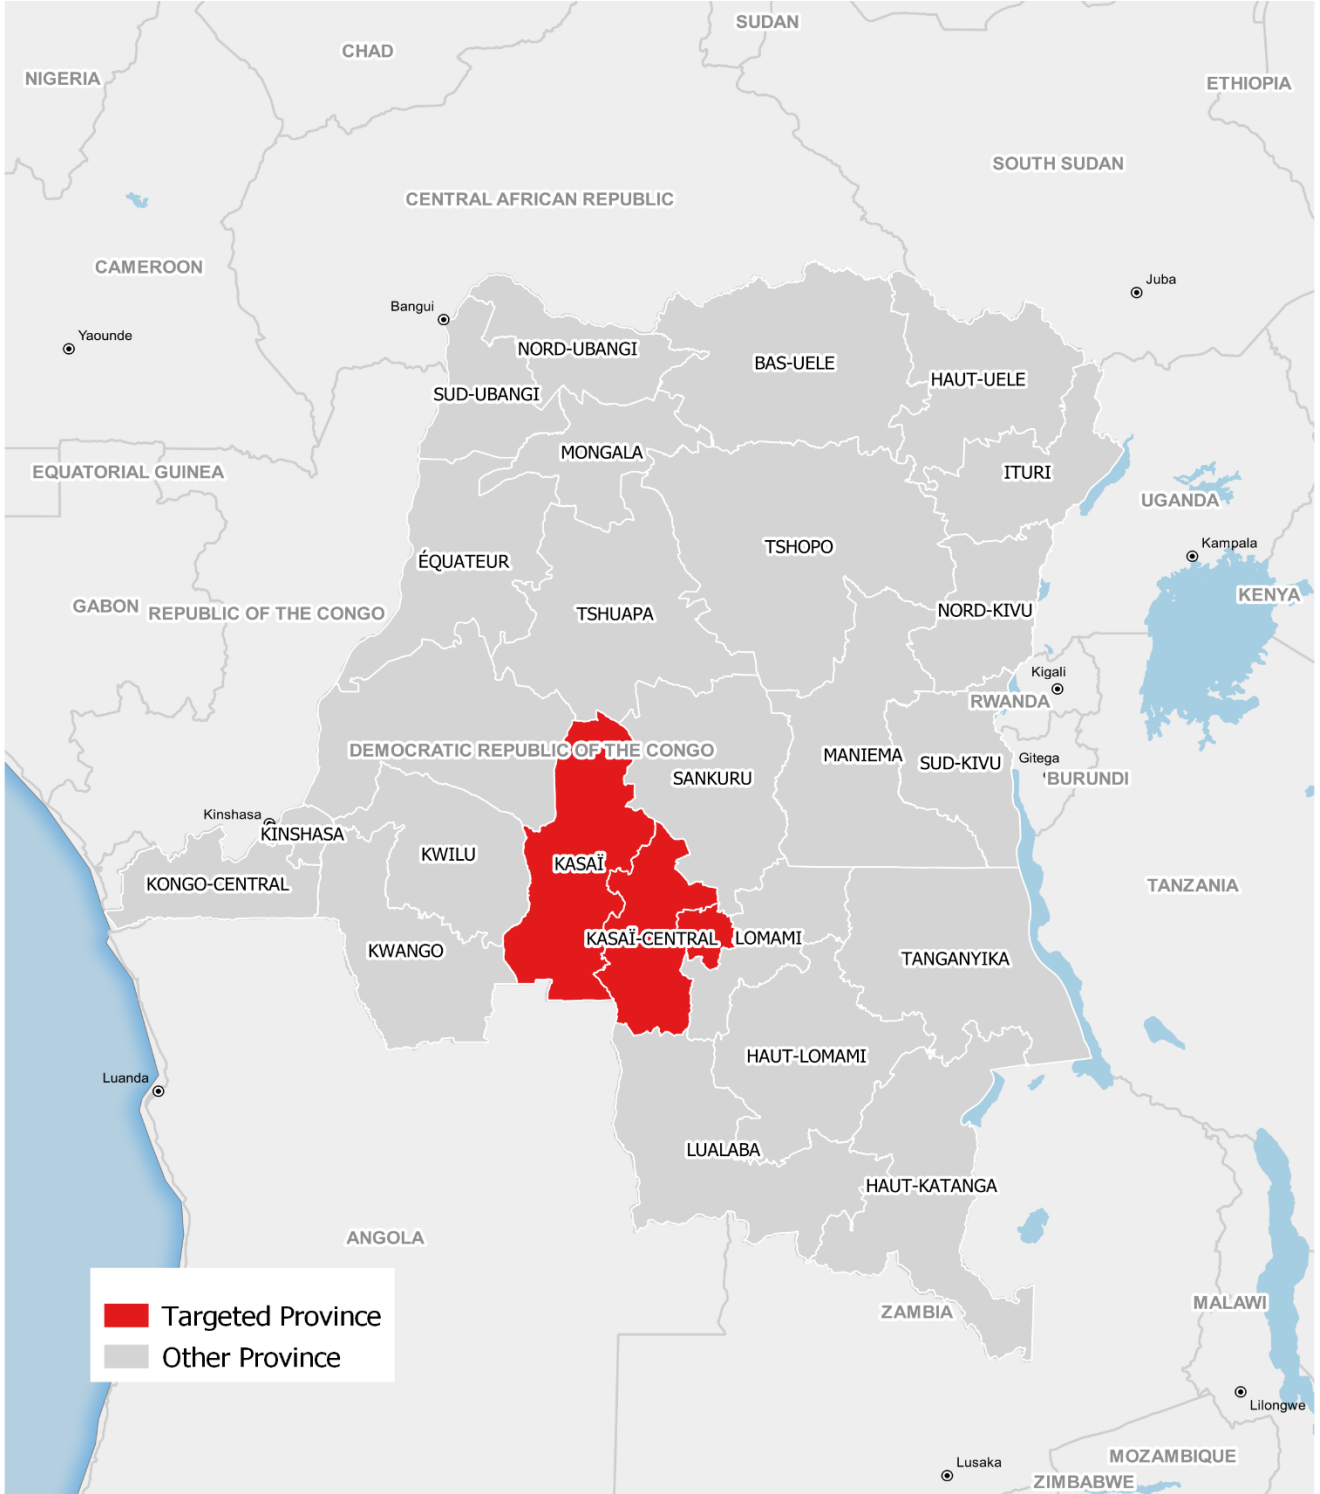 SUDAN
CHAD
NIGERIA
ETHIOPIA
SOUTH SUDAN
CENTRAL AFRICAN REPUBLIC
CAMEROON
Juba
Bangui
Yaounde
NORD-UBANGI
BAS-UELE
HAUT-UELE
SUD-UBANGI
MONGALA
EQUATORIAL GUINEA
ITURI
UGANDA
Kampala
TSHOPO
ÉQUATEUR
KENYA
GABON
REPUBLIC OF THE CONGO
TSHUAPA
NORD-KIVU
Kigali
RWANDA
DEMOCRATIC REPUBLIC OF THE CONGO
MANIEMA
SUD-KIVU
Gitega
SANKURU
BURUNDI
Kinshasa
KINSHASA
KWILU
KASAÏ
KONGO-CENTRAL
TANZANIA
KWANGO
KASAÏ-CENTRAL
LOMAMI
TANGANYIKA
HAUT-LOMAMI
Luanda
LUALABA
HAUT-KATANGA
ANGOLA
MALAWI
ZAMBIA
Targeted Province
Other Province
Lilongwe
MOZAMBIQUE
Lusaka
ZIMBABWE